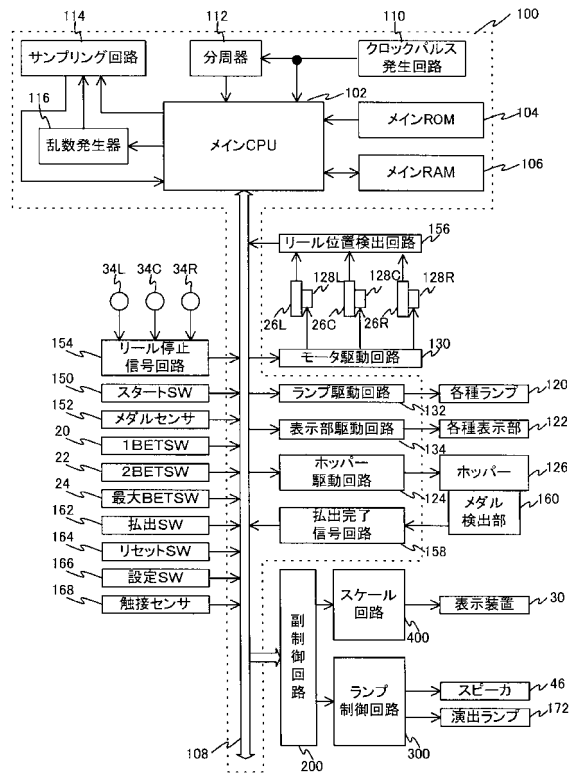 114
112
110
100
サンプリング回路
分周器
クロックパルス
発生回路
102
116
乱数発生器
メインCPU
メインROM
104
メインRAM
106
リール位置検出回路
156
34L
34C
34R
128L
128C
128R
26L
26C
26R
154
リール停止
信号回路
モータ駆動回路
130
150
スタートSW
ランプ駆動回路
132
各種ランプ
120
152
メダルセンサ
表示部駆動回路
134
各種表示部
122
20
1BETSW
22
2BETSW
ホッパー
駆動回路
124
ホッパー
126
24
最大BETSW
メダル
検出部
160
162
払出SW
払出完了
信号回路
158
164
リセットSW
166
設定SW
168
触接センサ
副制御回路
200
スケール
回路
400
表示装置
30
ランプ
制御回路
300
スピーカ
46
演出ランプ
172
108